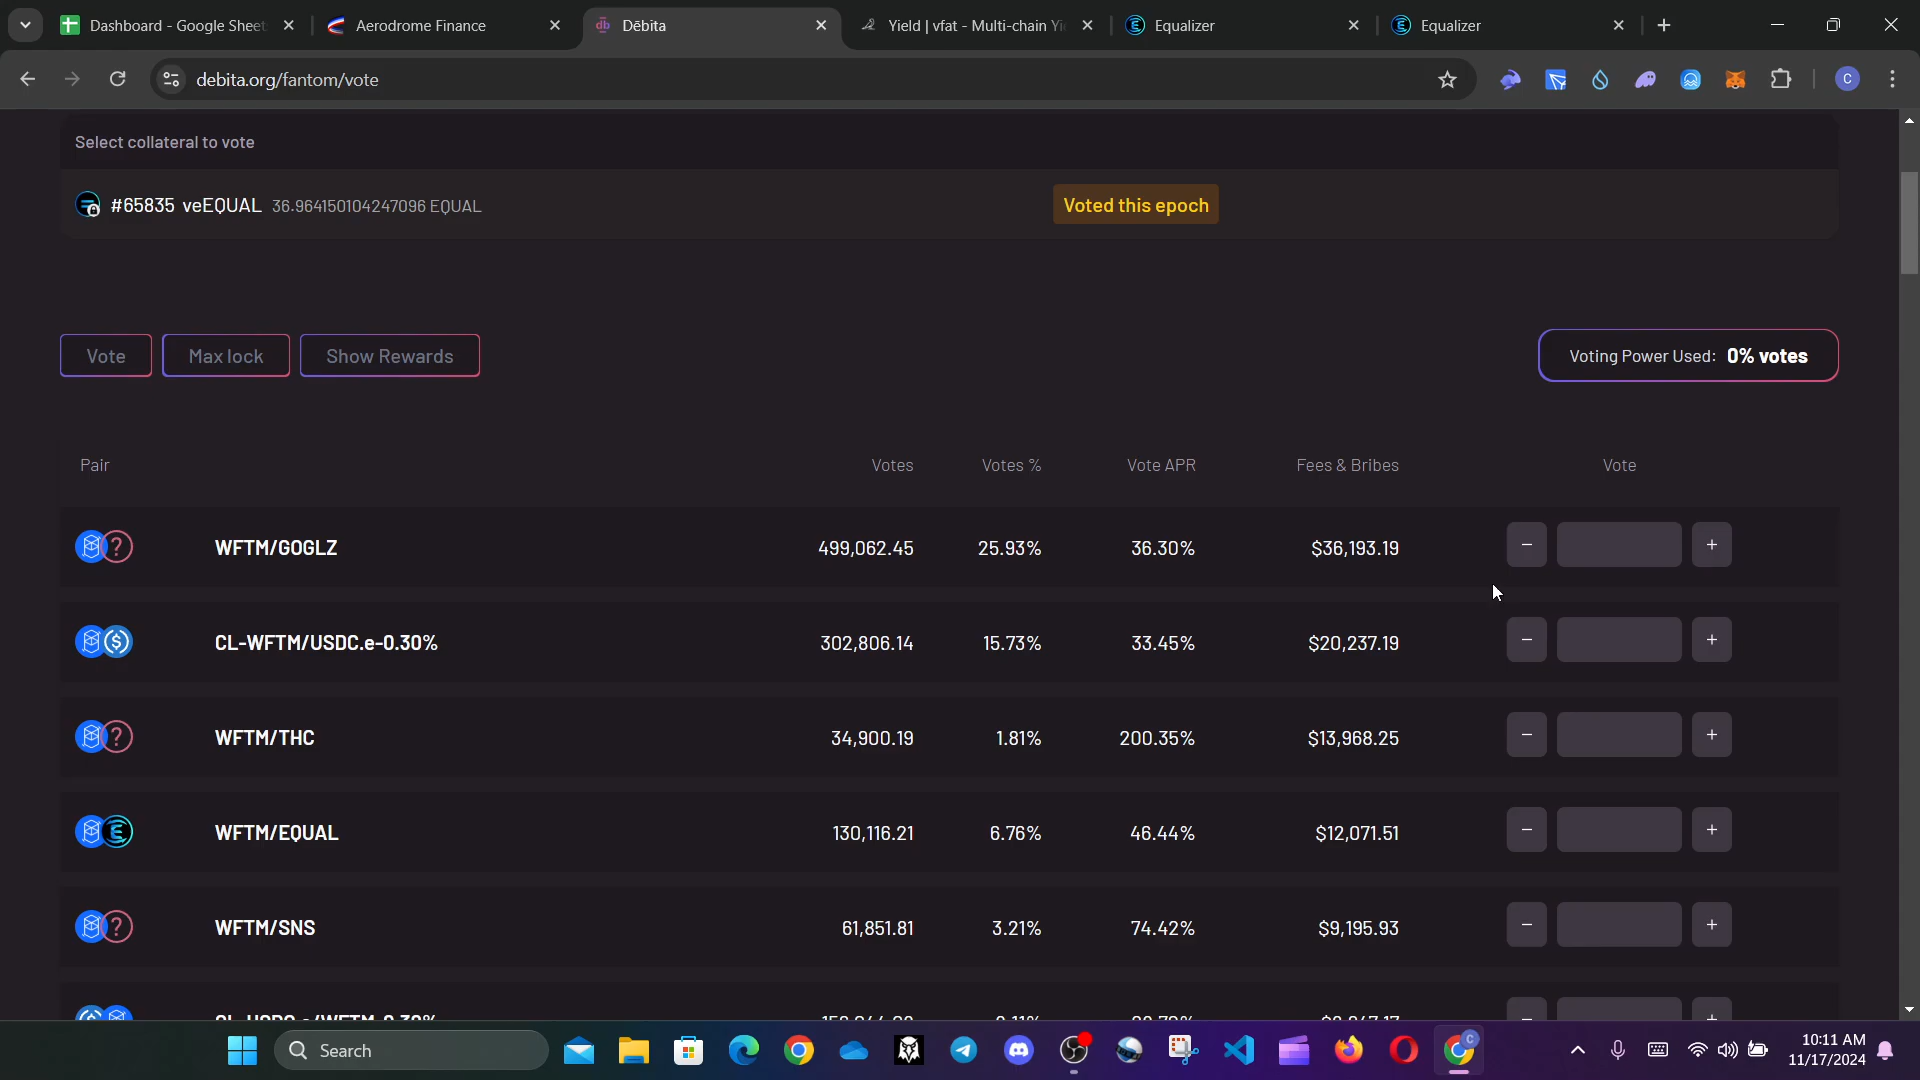 Dashboard - Google Sheet
Aerodrome Finance
Dēbita
Yield | vfat - Multi-chain Yi
Equalizer
Equalizer
debita.org/fantom/vote
C
Select collateral to vote
#65835 veEQUAL 36.964150104247096 EQUAL
Voted this epoch
Vote
Max lock
Show Rewards
Voting Power Used: 0% votes
Pair Votes Votes % Vote APR Fees & Bribes Vote
WFTM/GOGLZ 499,062.45 25.93% 36.30% $36,193.19 - +
CL-WFTM/USDC.e-0.30% 302,806.14 15.73% 33.45% $20,237.19 - +
WFTM/THC 34,900.19 1.81% 200.35% $13,968.25 - +
WFTM/EQUAL 130,116.21 6.76% 46.44% $12,071.51 - +
WFTM/SNS 61,851.81 3.21% 74.42% $9,195.93 - +
CL-USDC.e/WFTM-0.30%
Search
10:11 AM
11/17/2024